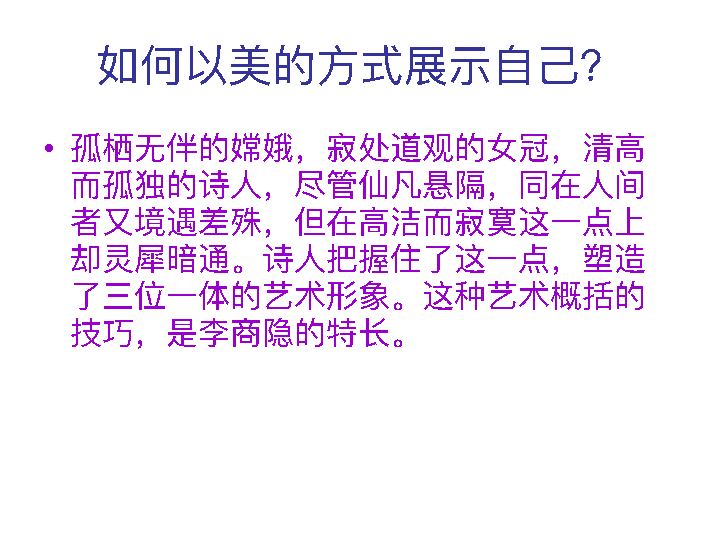 如何以美的方式展示自己？
• 孤栖无伴的嫦娥，寂处道观的女冠，清高
而孤独的诗人，尽管仙凡悬隔，同在人间
者又境遇差殊，但在高洁而寂寞这一点上
却灵犀暗通。诗人把握住了这一点，塑造
了三位一体的艺术形象。这种艺术概括的
技巧，是李商隐的特长。